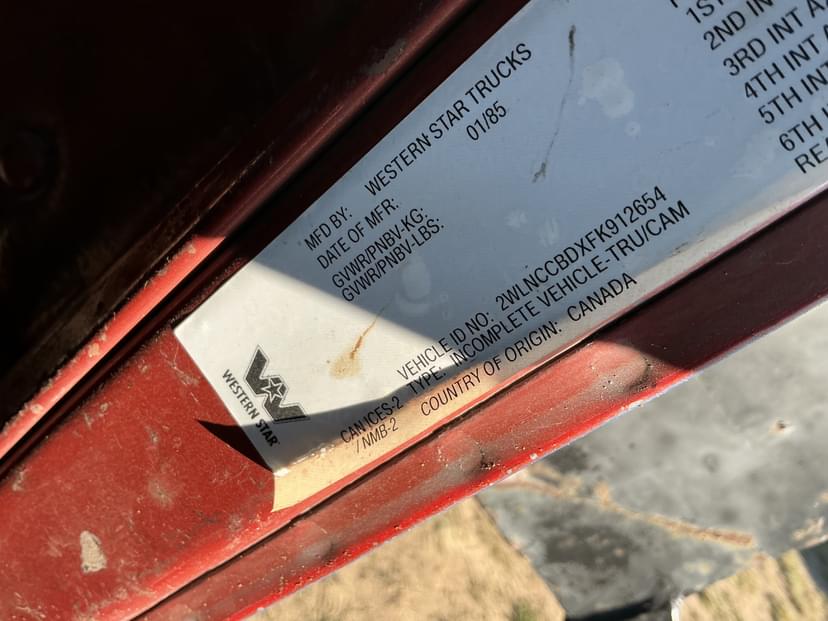 MFD BY: WESTERN STAR TRUCKS
DATE OF MFR: 01/85
GVWR/PNBV-KG:
GVWR/PNBV-LBS:
VEHICLE ID NO: 2WLNCCBDXFK912654
TYPE: INCOMPLETE VEHICLE-TRU/CAM
COUNTRY OF ORIGIN: CANADA
CANICES-2
/ NMB-2
WESTERN STAR
1ST
2ND IN
3RD INT A
4TH INT A
5TH INT
6TH
REA